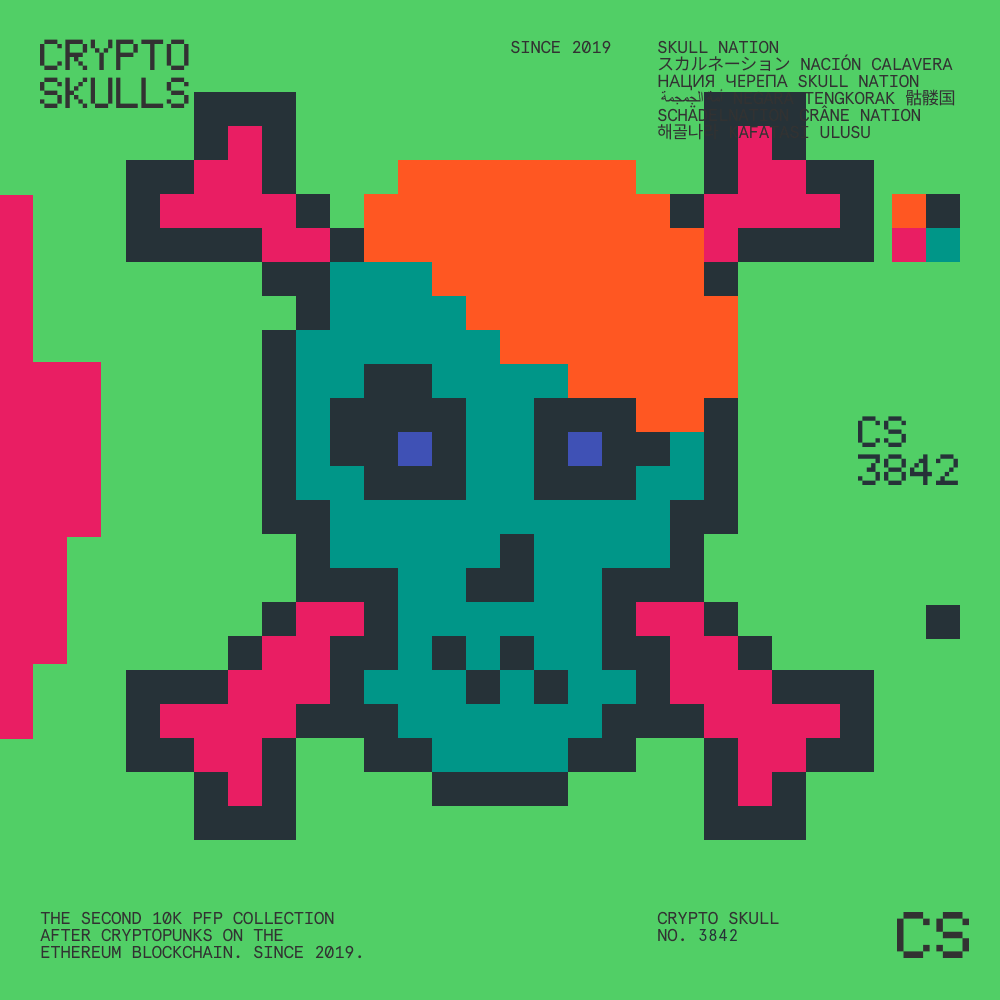 CRYPTO
SKULLS
SINCE 2019
SKULL NATION
スカルネーション NACIÓN CALAVERA
НАЦИЯ ЧЕРЕПА SKULL NATION
TENGKORAK 骷髅国
CRÂNE NATION
해골나 ULUSU
CS
3842
THE SECOND 10K PFP COLLECTION
AFTER CRYPTOPUNKS ON THE
ETHEREUM BLOCKCHAIN. SINCE 2019.
CRYPTO SKULL
NO. 3842
CS